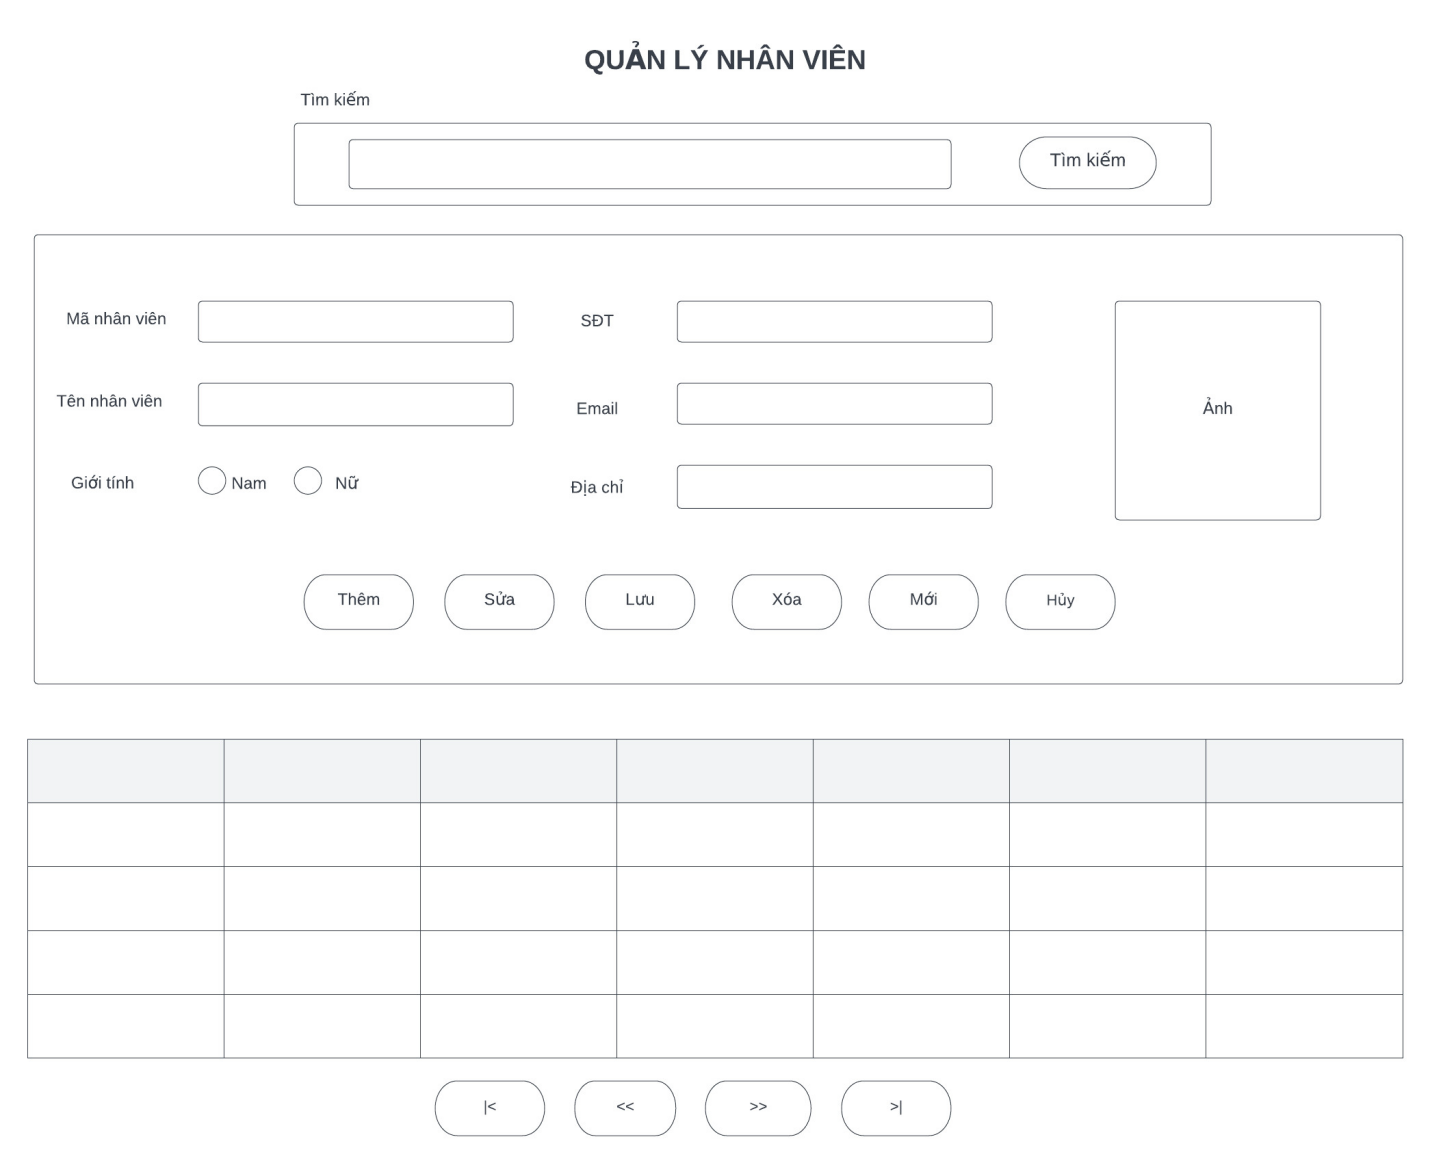 QUẢN LÝ NHÂN VIÊN
Tìm kiếm
Tìm kiếm
Mã nhân viên
SĐT
Tên nhân viên
Email
Ảnh
Giới tính
Nam
Nữ
Địa chỉ
Thêm
Sửa
Lưu
Xóa
Mới
Hủy
|<
<<
>>
>|